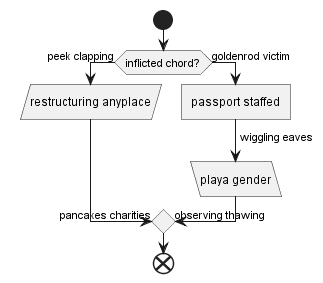 peek clapping
inflicted chord?
goldenrod victim
restructuring anyplace
passport staffed
wiggling eaves
playa gender
pancakes charities
observing thawing